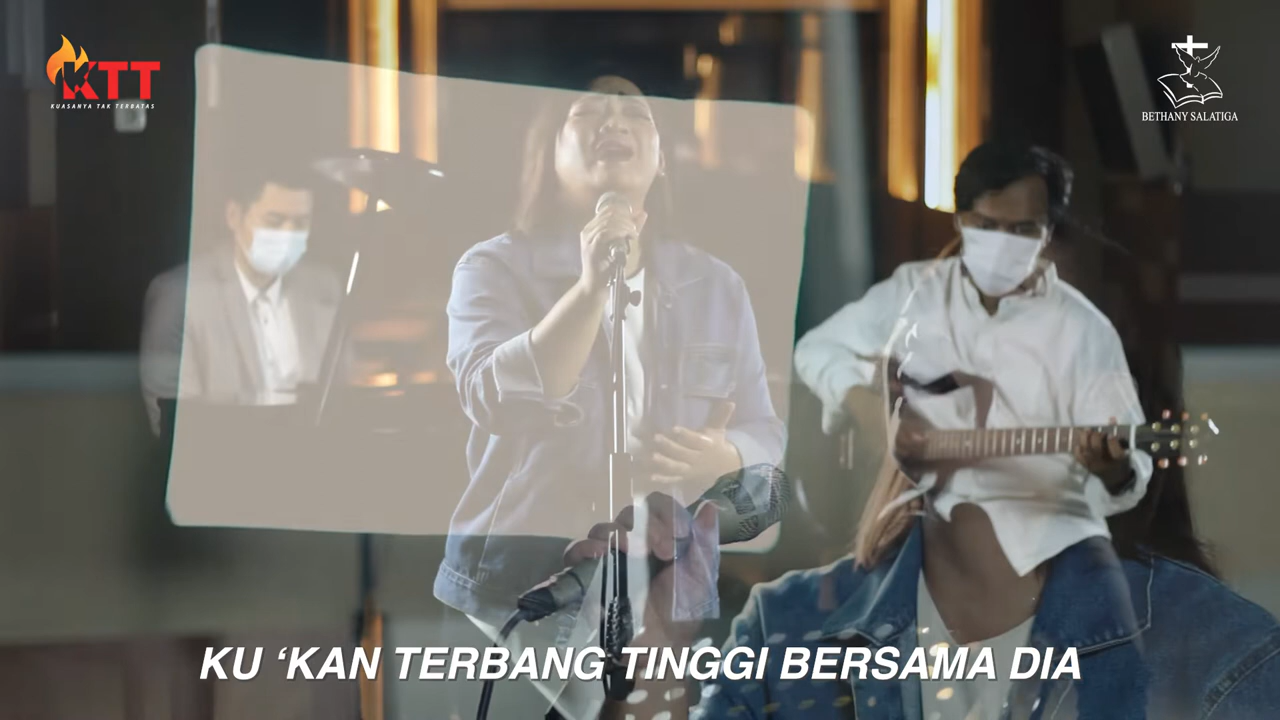 KTT
KUASANYA TAK TERBATAS
BETHANY SALATIGA
KU ‘KAN TERBANG TINGGI BERSAMA DIA